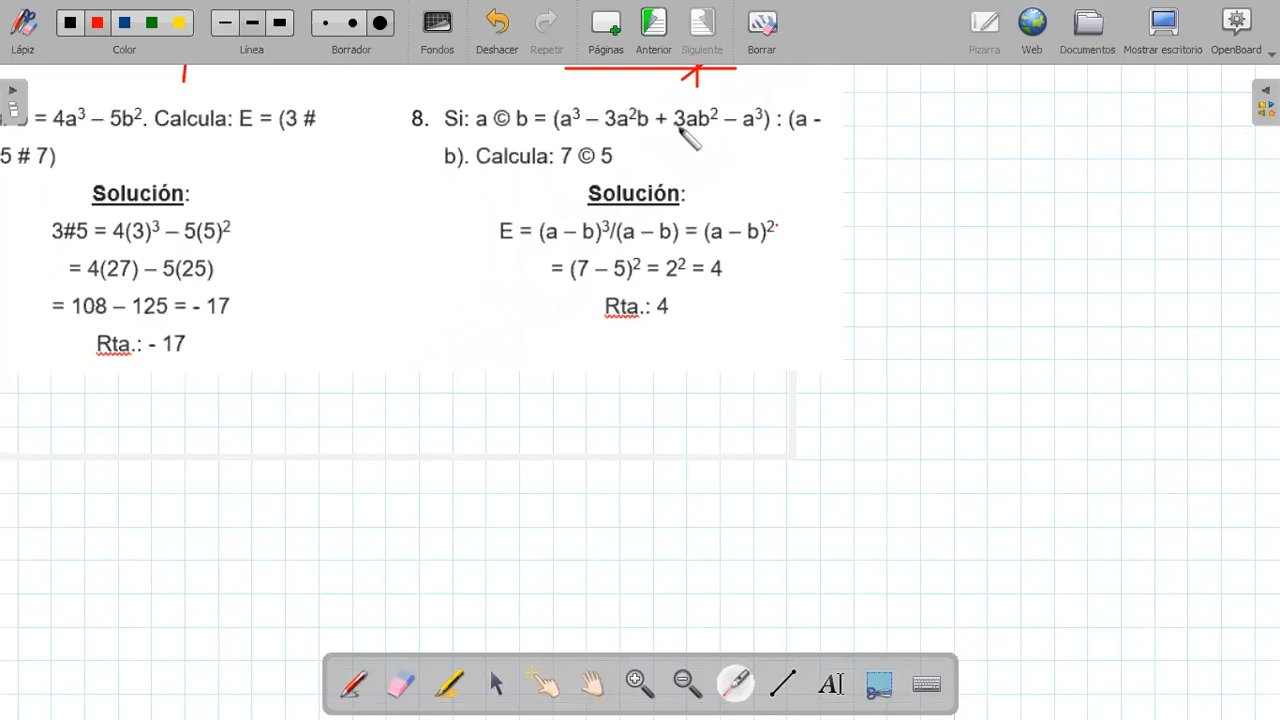 Lápiz
Color
Línea
Borrador
Fondos
Deshacer
Repetir
Páginas
Anterior
Siguiente
Borrar
Pizarra
Web
Documentos
Mostrar escritorio
OpenBoard
= 4a³ – 5b². Calcula: E = (3 #
5 # 7)
Solución:
3#5 = 4(3)³ – 5(5)²
= 4(27) – 5(25)
= 108 – 125 = - 17
Rta.: - 17
8. Si: a © b = (a³ – 3a²b + 3ab² – a³) : (a -
b). Calcula: 7 © 5
Solución:
E = (a – b)³/(a – b) = (a – b)²
= (7 – 5)² = 2² = 4
Rta.: 4